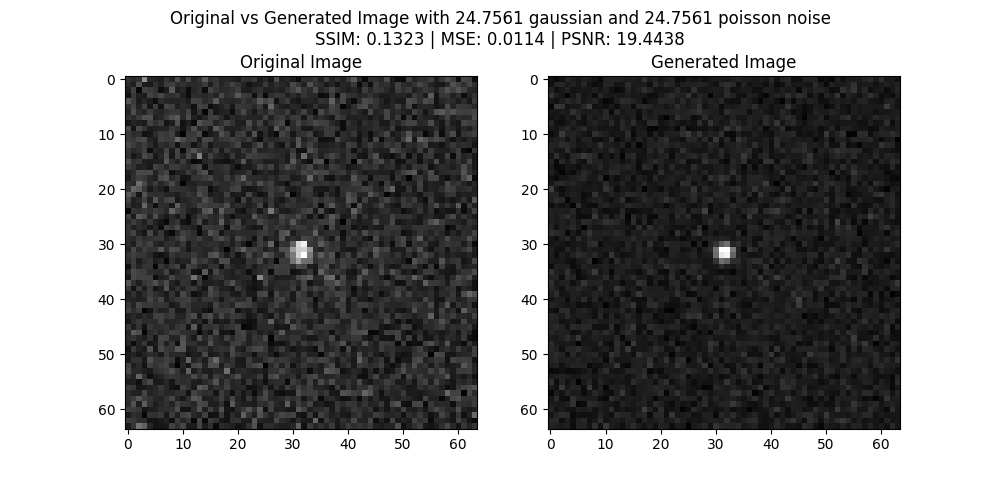 Original vs Generated Image with 24.7561 gaussian and 24.7561 poisson noise
SSIM: 0.1323 | MSE: 0.0114 | PSNR: 19.4438
Original Image
0
10
20
30
40
50
60
0 10 20 30 40 50 60
Generated Image
0
10
20
30
40
50
60
0 10 20 30 40 50 60